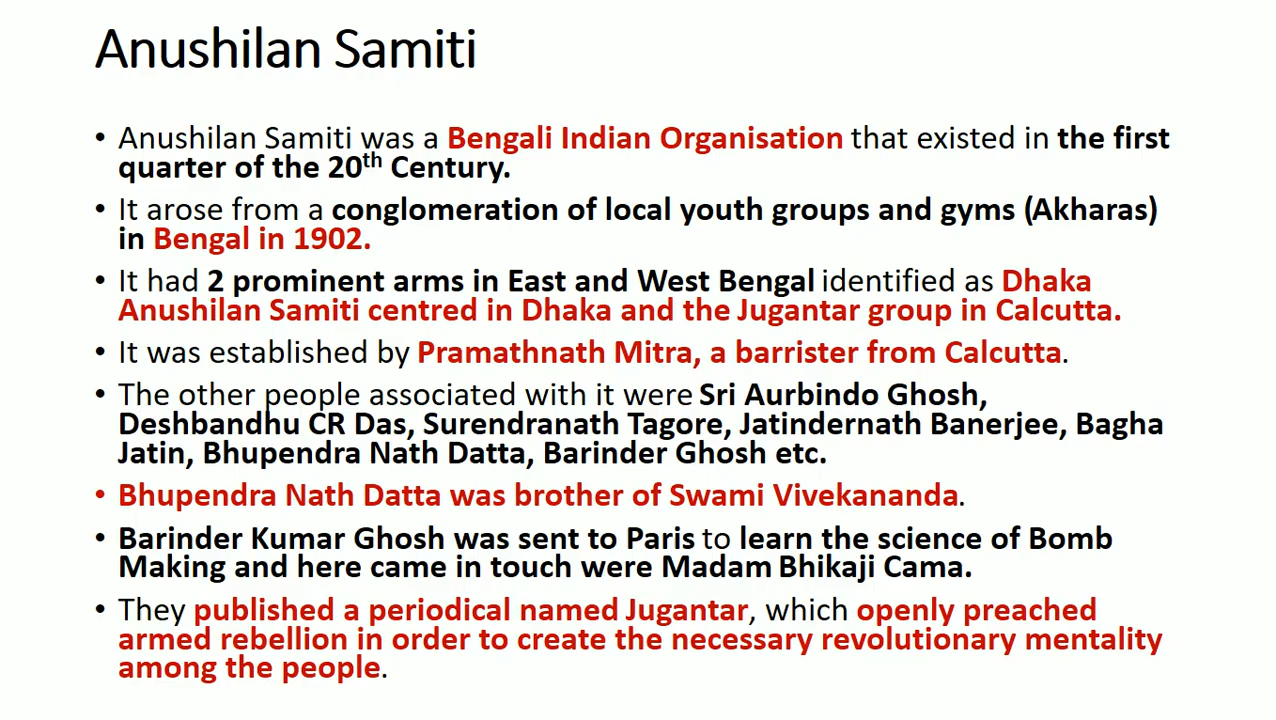 Anushilan Samiti
• Anushilan Samiti was a Bengali Indian Organisation that existed in the first
quarter of the 20th Century.
• It arose from a conglomeration of local youth groups and gyms (Akharas)
in Bengal in 1902.
• It had 2 prominent arms in East and West Bengal identified as Dhaka
Anushilan Samiti centred in Dhaka and the Jugantar group in Calcutta.
• It was established by Pramathnath Mitra, a barrister from Calcutta.
• The other people associated with it were Sri Aurbindo Ghosh,
Deshbandhu CR Das, Surendranath Tagore, Jatindernath Banerjee, Bagha
Jatin, Bhupendra Nath Datta, Barinder Ghosh etc.
• Bhupendra Nath Datta was brother of Swami Vivekananda.
• Barinder Kumar Ghosh was sent to Paris to learn the science of Bomb
Making and here came in touch were Madam Bhikaji Cama.
• They published a periodical named Jugantar, which openly preached
armed rebellion in order to create the necessary revolutionary mentality
among the people.